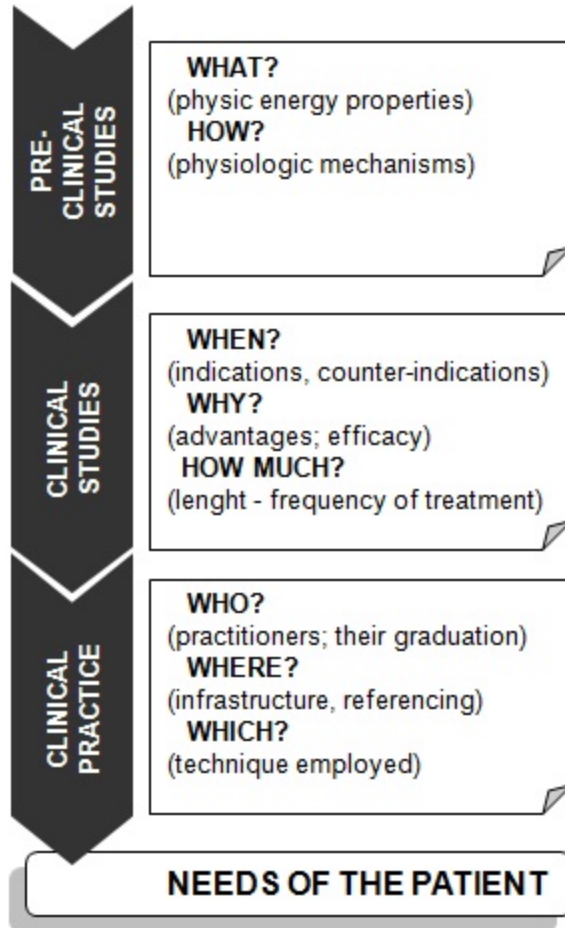 PRE-
CLINICAL
STUDIES
WHAT?
(physic energy properties)
HOW?
(physiologic mechanisms)
CLINICAL
STUDIES
WHEN?
(indications, counter-indications)
WHY?
(advantages; efficacy)
HOW MUCH?
(lenght - frequency of treatment)
CLINICAL
PRACTICE
WHO?
(practitioners; their graduation)
WHERE?
(infrastructure, referencing)
WHICH?
(technique employed)
NEEDS OF THE PATIENT